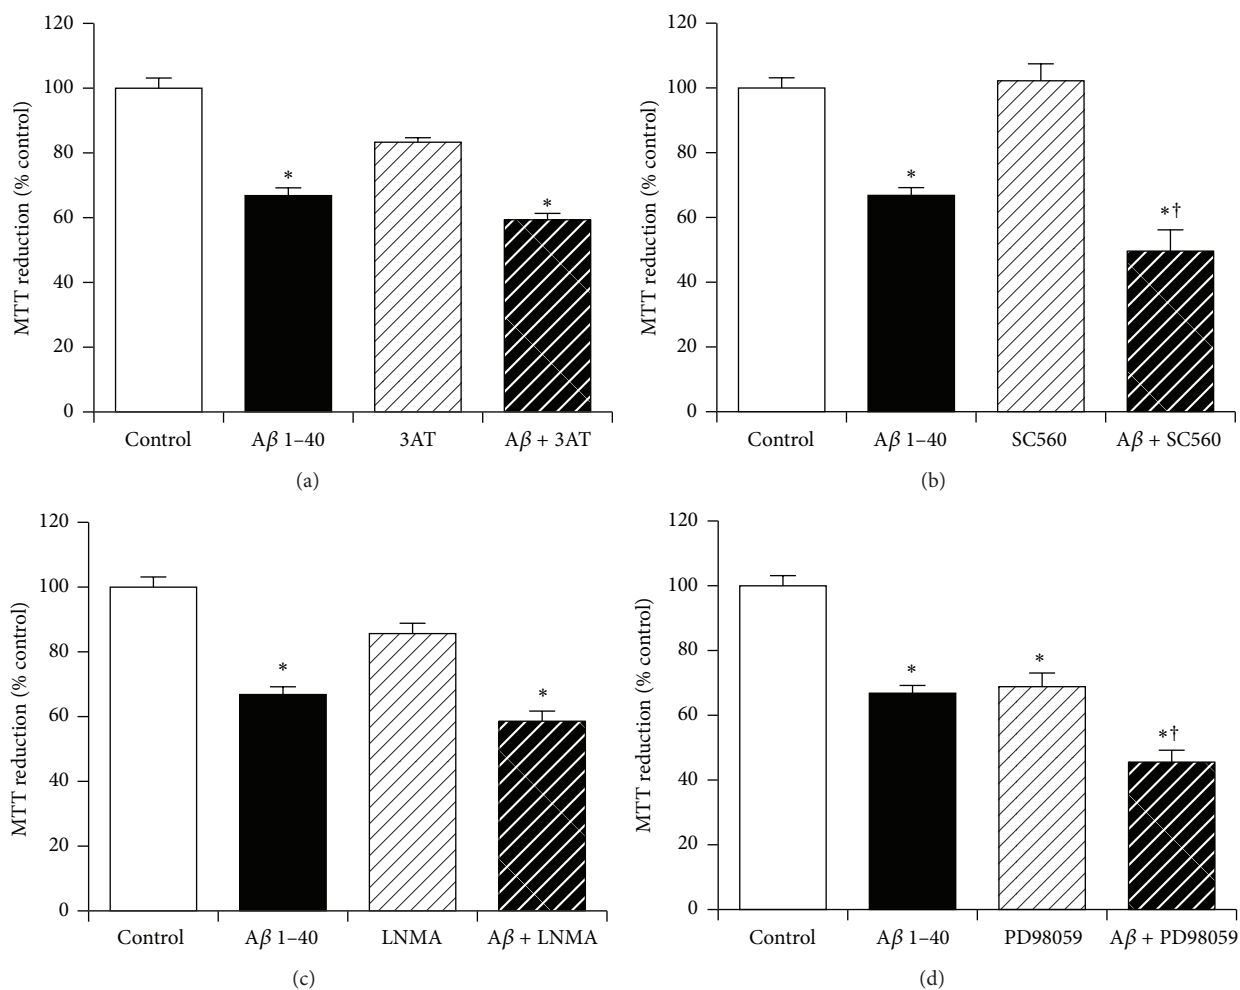 120
100
80
60
40
20
0
MTT reduction (% control)
*
*
Control
Aβ 1–40
3AT
Aβ + 3AT
(a)
120
100
80
60
40
20
0
MTT reduction (% control)
*
*†
Control
Aβ 1–40
SC560
Aβ + SC560
(b)
120
100
80
60
40
20
0
MTT reduction (% control)
*
*
Control
Aβ 1–40
LNMA
Aβ + LNMA
(c)
120
100
80
60
40
20
0
MTT reduction (% control)
*
*
*†
Control
Aβ 1–40
PD98059
Aβ + PD98059
(d)